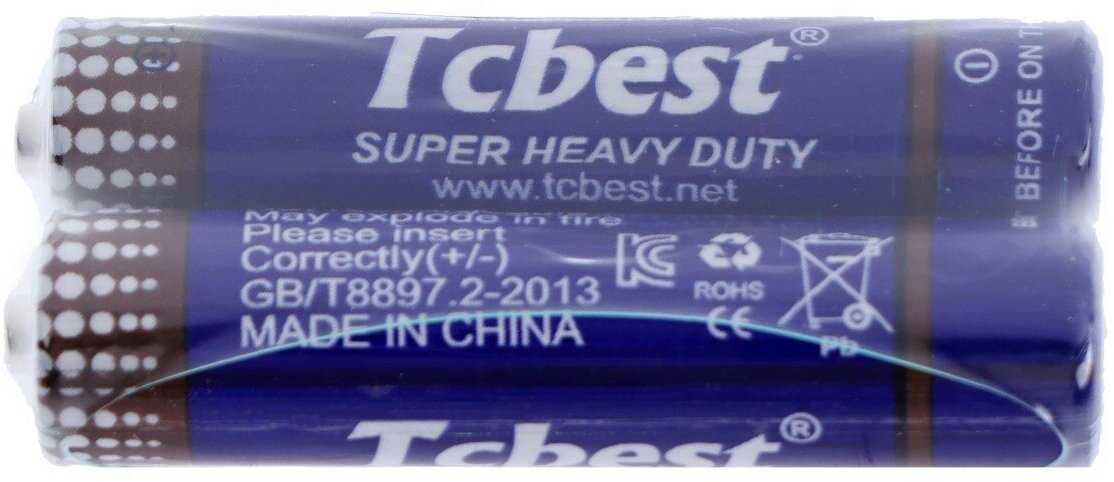 Tcbest®
SUPER HEAVY DUTY
www.tcbest.net
BEFORE ON
May explode in fire
Please insert
Correctly(+/-)
GB/T8897.2-2013
MADE IN CHINA
ROHS
CE
Pb
Tcbest®